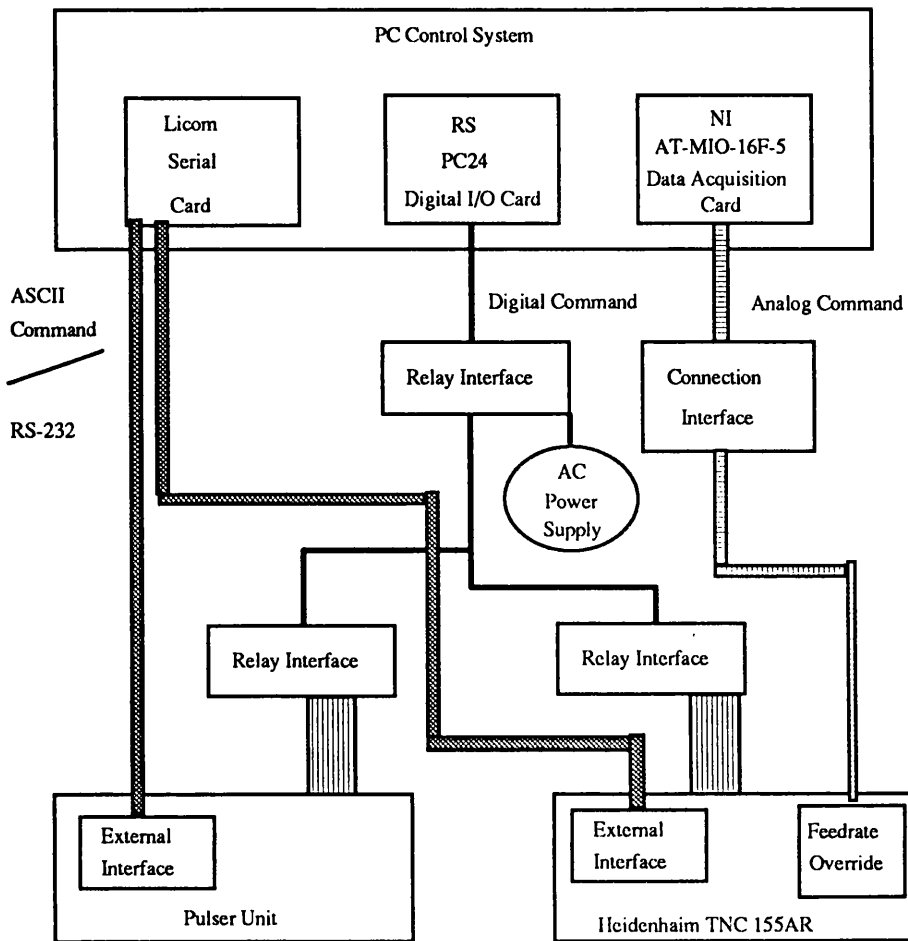 PC Control System
Licom
Serial
Card
RS
PC24
Digital I/O Card
NI
AT-MIO-16F-5
Data Acquisition
Card
ASCII
Command
RS-232
Digital Command
Analog Command
Relay Interface
Connection
Interface
AC
Power
Supply
Relay Interface
Relay Interface
External
Interface
Pulser Unit
External
Interface
Feedrate
Override
Heidenhaim TNC 155AR